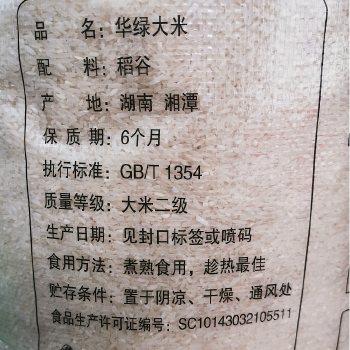 品 名：华绿大米
配 料：稻谷
产 地：湖南 湘潭
保 质 期：6个月
执行标准：GB/T 1354
质量等级：大米二级
生产日期：见封口标签或喷码
食用方法：煮熟食用，趁热最佳
贮存条件：置于阴凉、干燥、通风处
食品生产许可证编号：SC10143032105511